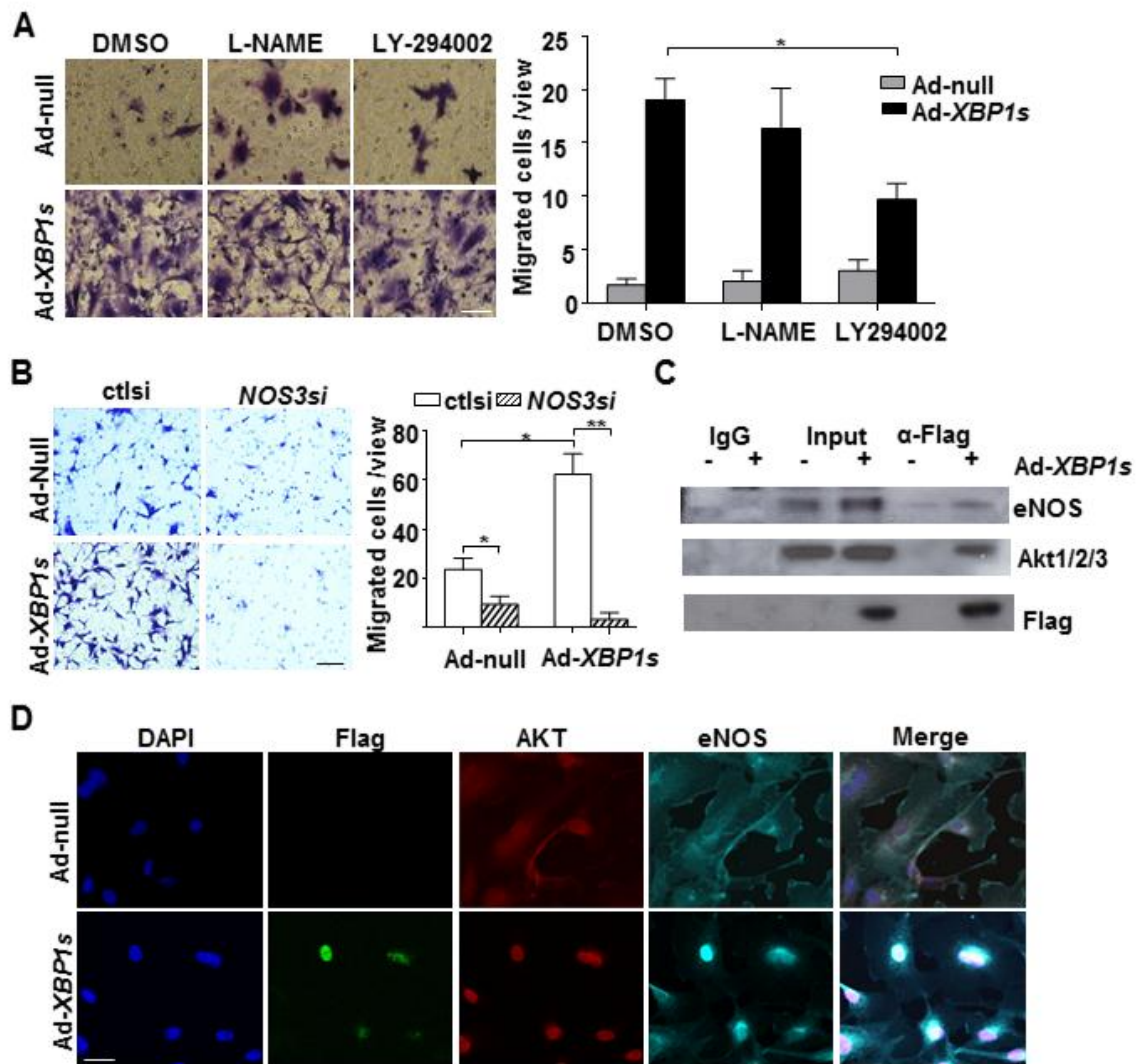 A
DMSO L-NAME LY-294002
Ad-null
Ad-XBP1s
Migrated cells /view
25
20
15
10
5
0
*
Ad-null
Ad-XBP1s
DMSO L-NAME LY294002
B
ctlsi NOS3si
Ad-Null
Ad-XBP1s
ctlsi NOS3si
Migrated cells /view
80
60
40
20
*
**
*
Ad-null Ad-XBP1s
C
IgG Input α-Flag
- + - + - + Ad-XBP1s
eNOS
Akt1/2/3
Flag
D
DAPI Flag AKT eNOS Merge
Ad-null
Ad-XBP1s